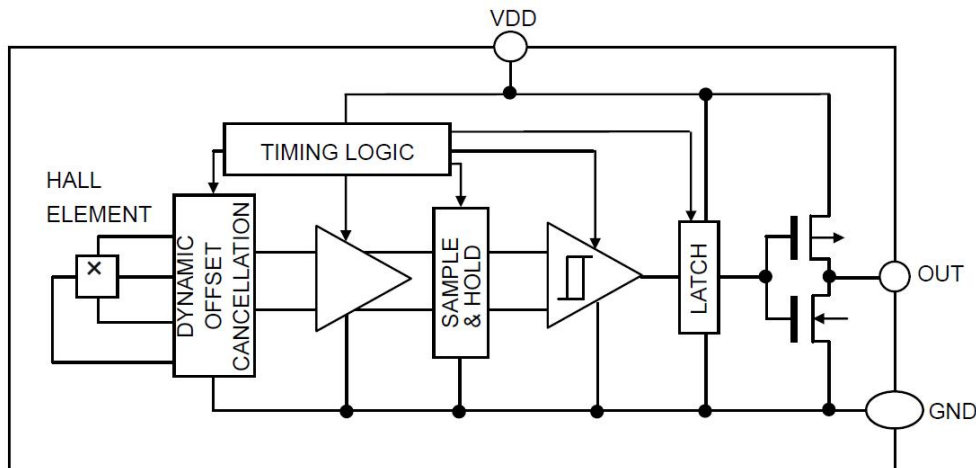 VDD
TIMING LOGIC
HALL
ELEMENT
DYNAMIC
OFFSET
CANCELLATION
SAMPLE
& HOLD
LATCH
OUT
GND